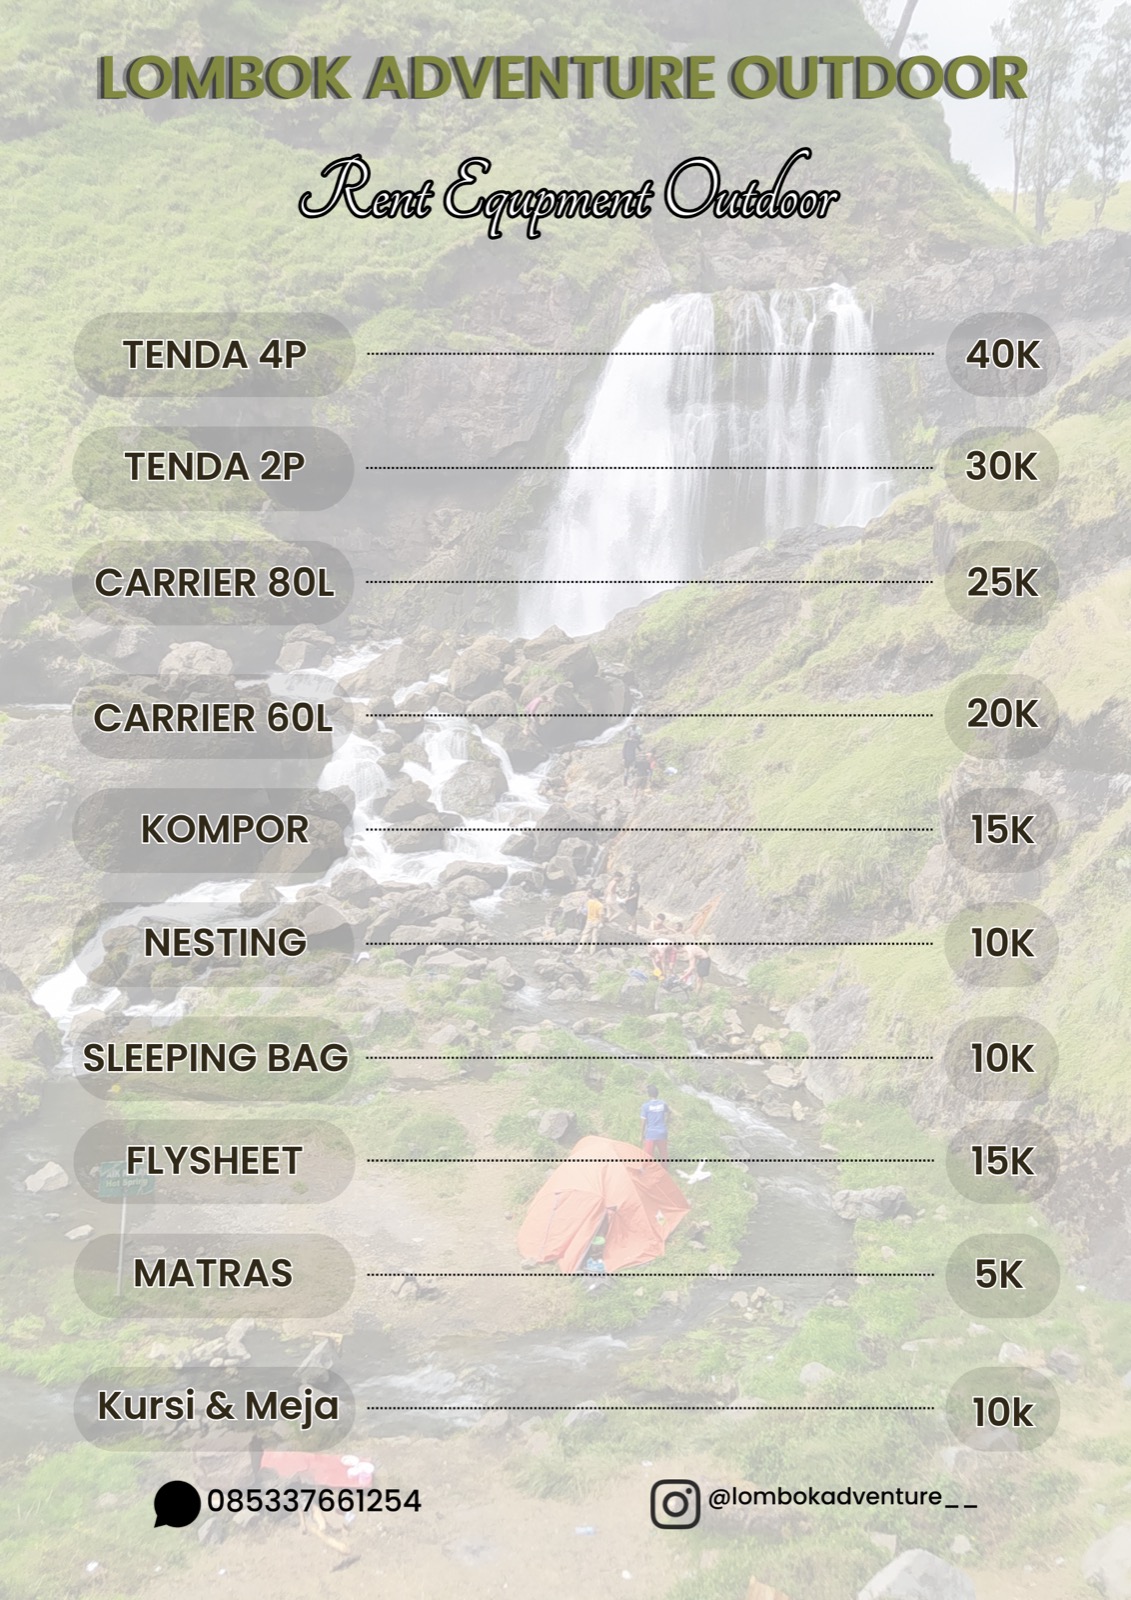 LOMBOK ADVENTURE OUTDOOR
Rent Equpment Outdoor
TENDA 4P 40K
TENDA 2P 30K
CARRIER 80L 25K
CARRIER 60L 20K
KOMPOR 15K
NESTING 10K
SLEEPING BAG 10K
FLYSHEET 15K
MATRAS 5K
Kursi & Meja 10k
085337661254 @lombokadventure__